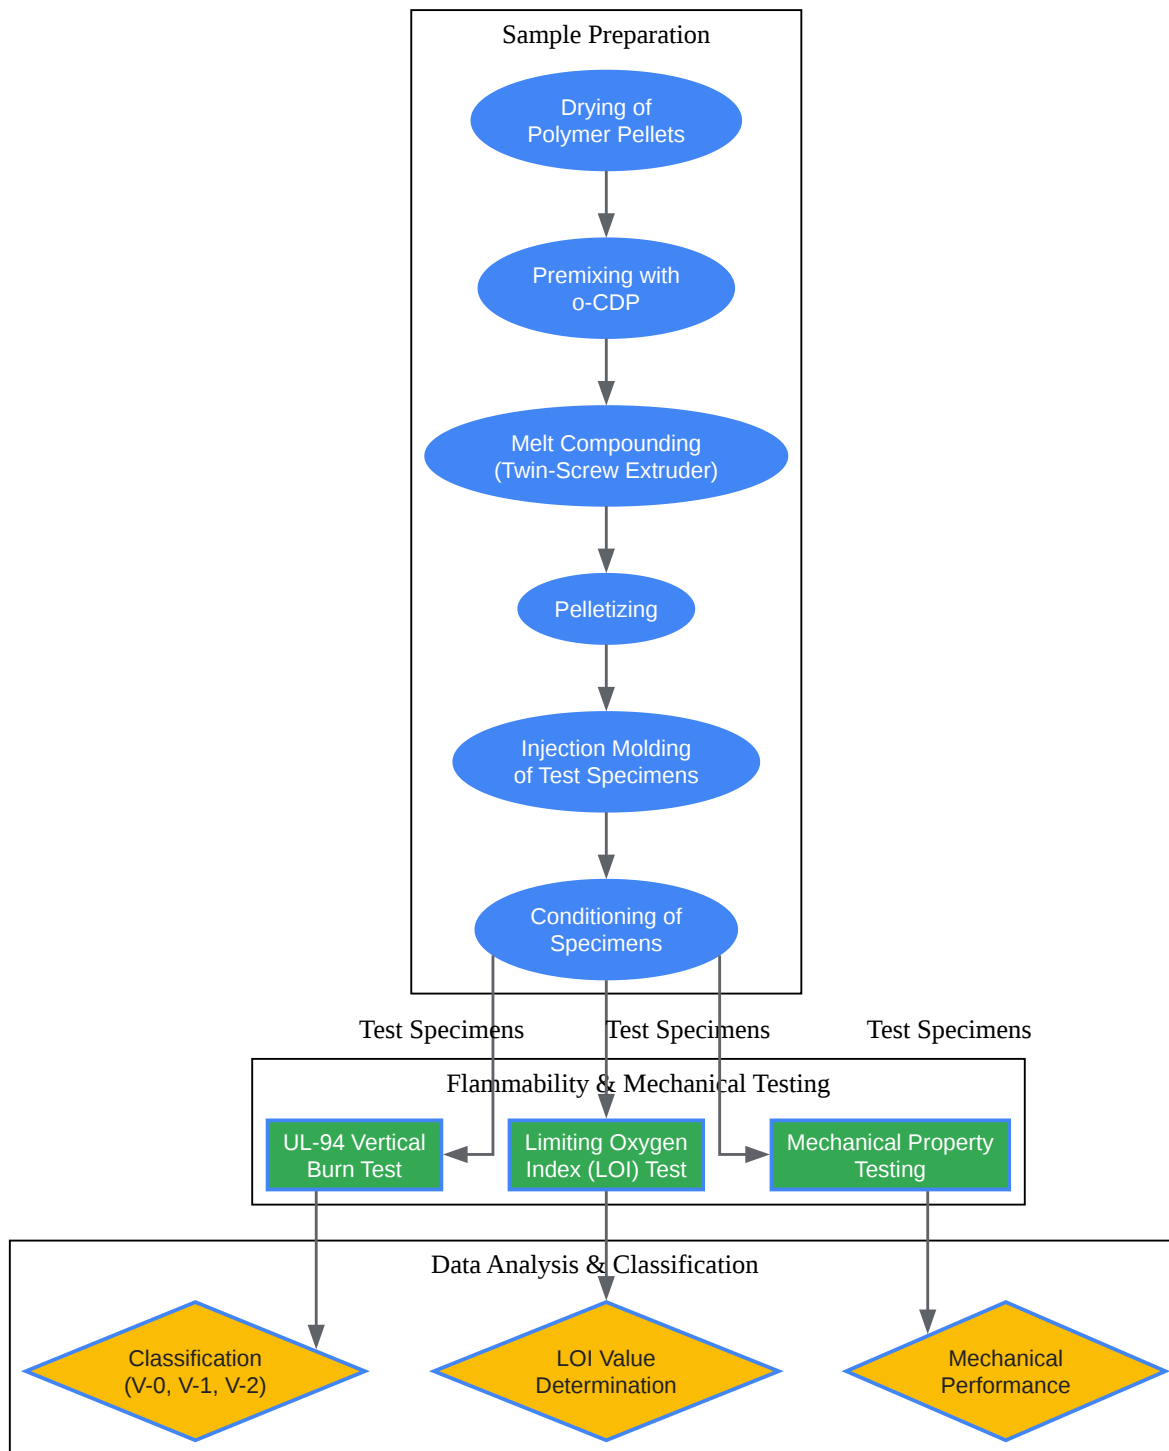 Sample Preparation
Drying of
Polymer Pellets
Premixing with
o-CDP
Melt Compounding
(Twin-Screw Extruder)
Pelletizing
Injection Molding
of Test Specimens
Conditioning of
Specimens
Test Specimens
Test Specimens
Test Specimens
Flammability & Mechanical Testing
UL-94 Vertical
Burn Test
Limiting Oxygen
Index (LOI) Test
Mechanical Property
Testing
Data Analysis & Classification
Classification
(V-0, V-1, V-2)
LOI Value
Determination
Mechanical
Performance